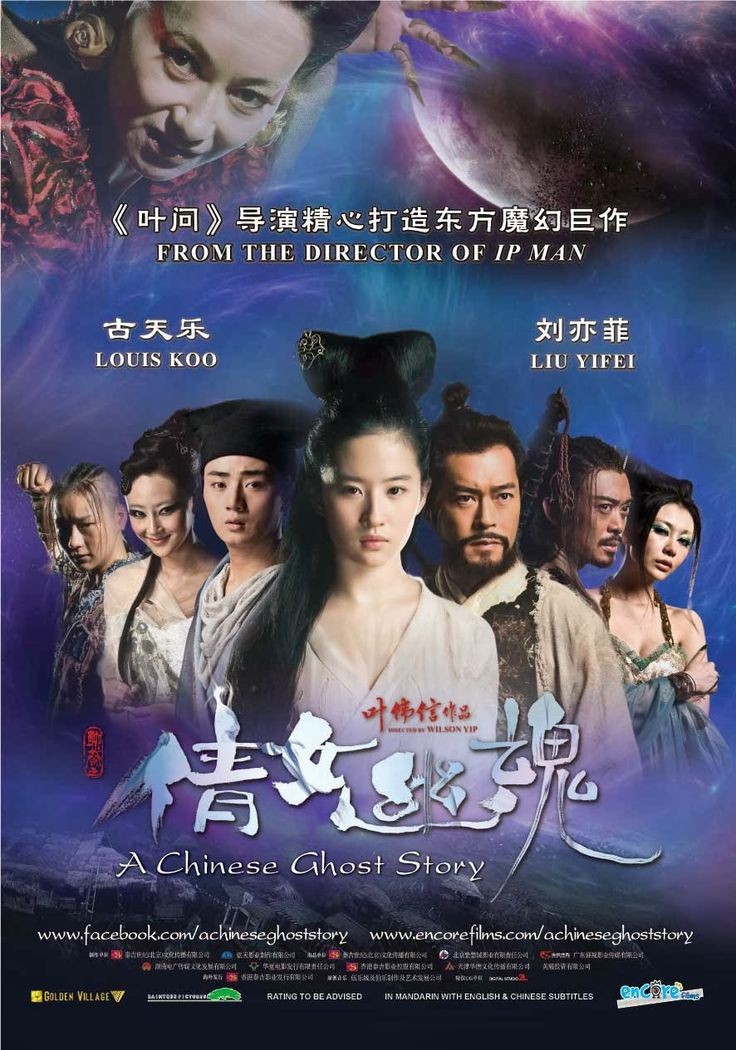 《叶问》导演精心打造东方魔幻巨作
FROM THE DIRECTOR OF IP MAN
古天乐
LOUIS KOO
刘亦菲
LIU YIFEI
叶伟信作品
DIRECTED BY WILSON YIP
倩女幽魂
A Chinese Ghost Story
www.facebook.com/achineseghoststory
www.encorefilms.com/achineseghoststory
GOLDEN VILLAGE
RAINTREE PICTURES
RATING TO BE ADVISED
IN MANDARIN WITH ENGLISH & CHINESE SUBTITLES
encore films